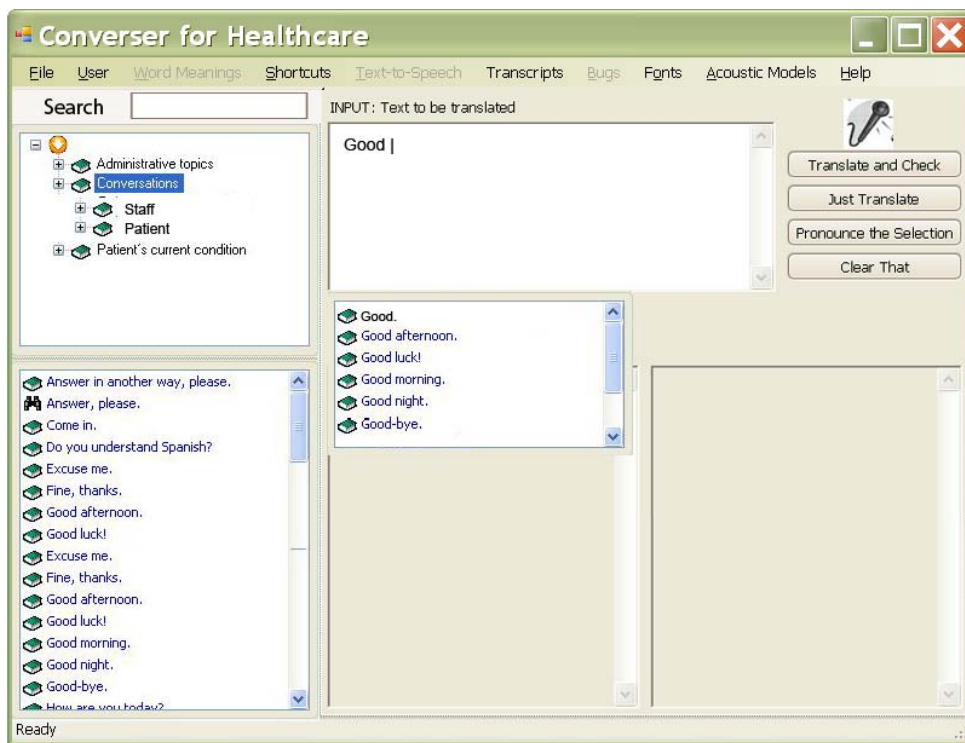 Converser for Healthcare
File User Word Meanings Shortcuts Text-to-Speech Transcripts Bugs Fonts Acoustic Models Help
Search
Administrative topics
Conversations
Staff
Patient
Patient's current condition
Answer in another way, please.
Answer, please.
Come in.
Do you understand Spanish?
Excuse me.
Fine, thanks.
Good afternoon.
Good luck!
Excuse me.
Fine, thanks.
Good afternoon.
Good luck!
Good morning.
Good night.
Good-bye.
How are you today?
INPUT: Text to be translated
Good
Good.
Good afternoon.
Good luck!
Good morning.
Good night.
Good-bye.
Translate and Check
Just Translate
Pronounce the Selection
Clear That
Ready